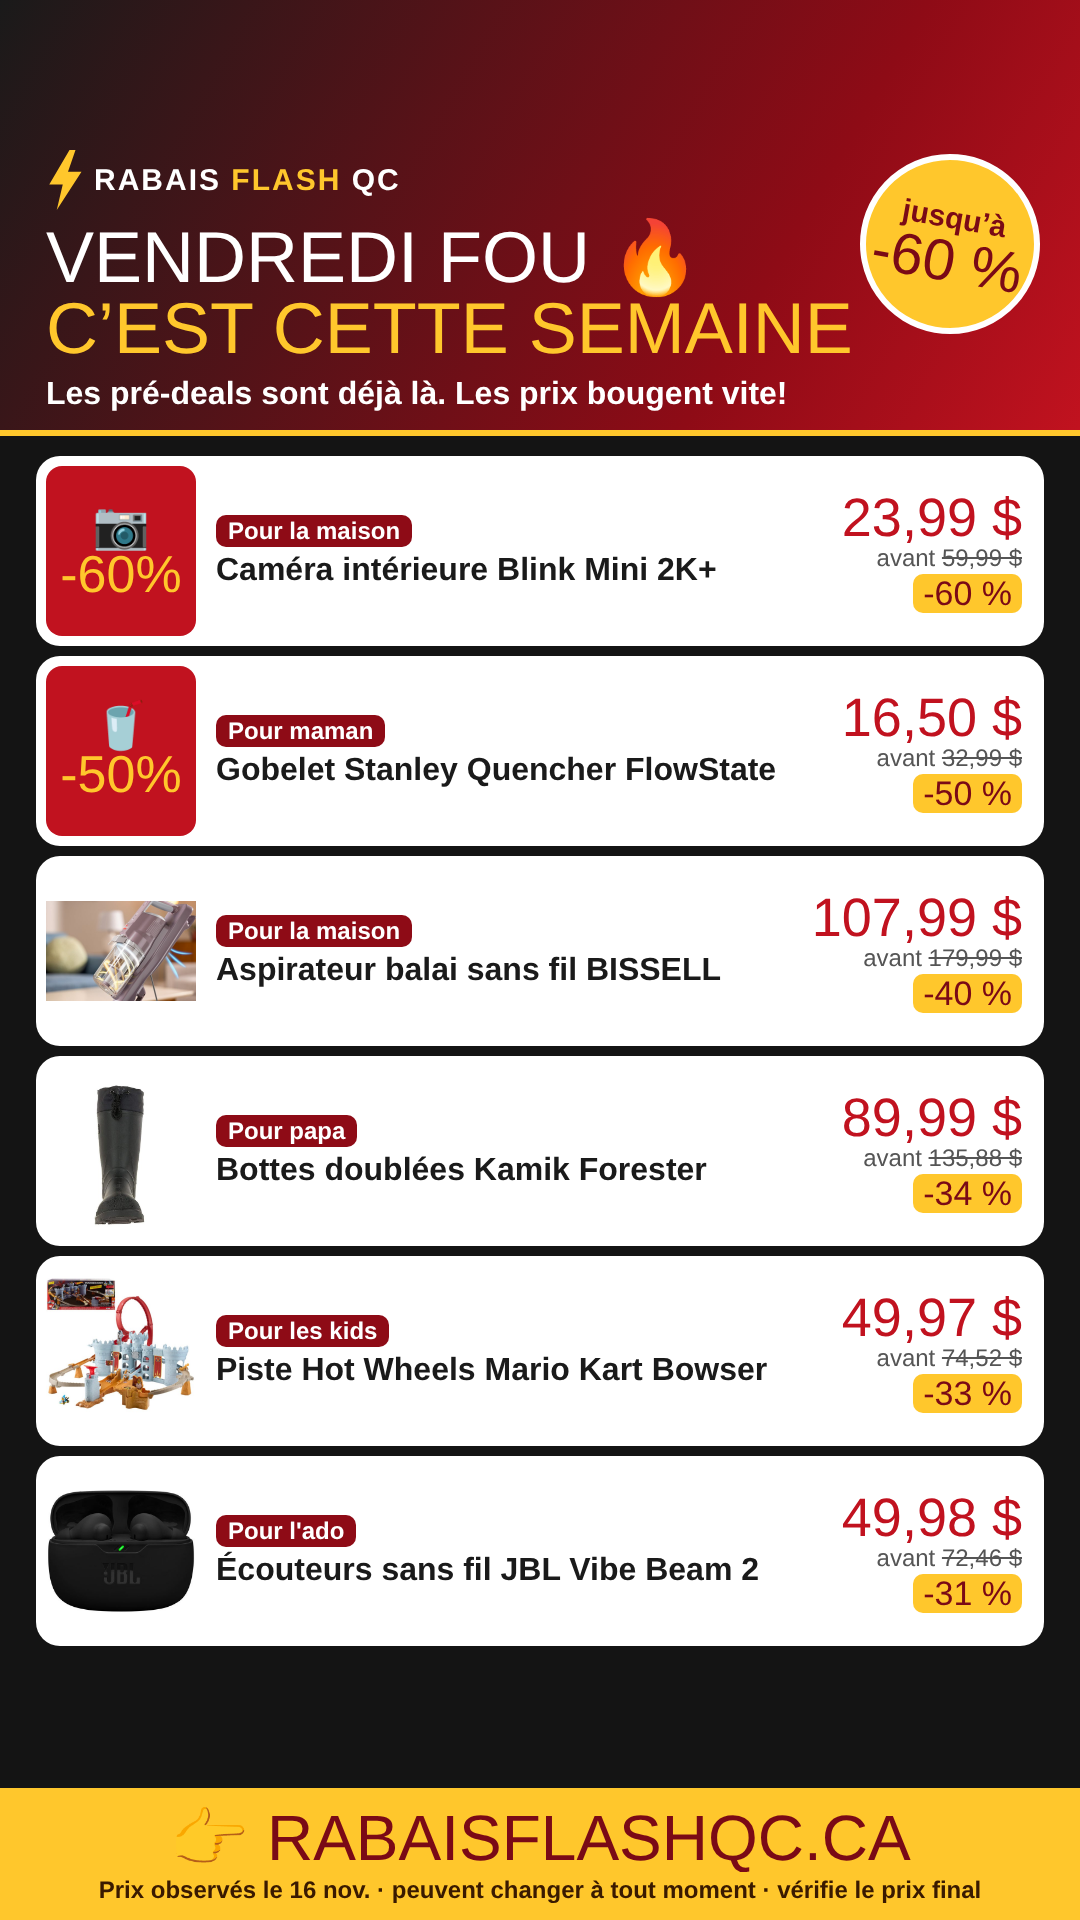 RABAIS FLASH QC
VENDREDI FOU 🔥
C’EST CETTE SEMAINE
Les pré-deals sont déjà là. Les prix bougent vite!
jusqu’à
-60 %
-60%
Pour la maison
Caméra intérieure Blink Mini 2K+
23,99 $
avant 59,99 $
-60 %
-50%
Pour maman
Gobelet Stanley Quencher FlowState
16,50 $
avant 32,99 $
-50 %
Pour la maison
Aspirateur balai sans fil BISSELL
107,99 $
avant 179,99 $
-40 %
Pour papa
Bottes doublées Kamik Forester
89,99 $
avant 135,88 $
-34 %
Pour les kids
Piste Hot Wheels Mario Kart Bowser
49,97 $
avant 74,52 $
-33 %
JBL
Pour l'ado
Écouteurs sans fil JBL Vibe Beam 2
49,98 $
avant 72,46 $
-31 %
👉 RABAISFLASHQC.CA
Prix observés le 16 nov. · peuvent changer à tout moment · vérifie le prix final